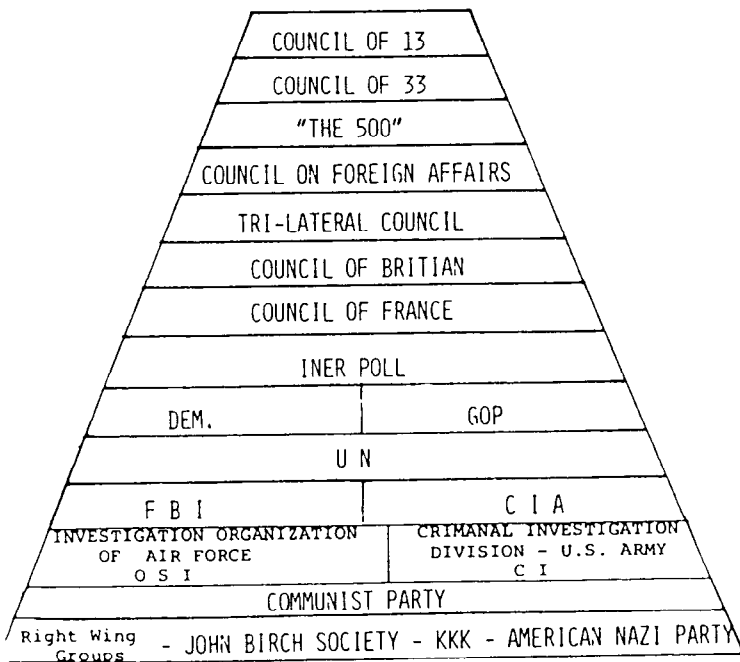 COUNCIL OF 13
COUNCIL OF 33
"THE 500"
COUNCIL ON FOREIGN AFFAIRS
TRI-LATERAL COUNCIL
COUNCIL OF BRITIAN
COUNCIL OF FRANCE
INER POLL
DEM. GOP
U N
F B I C I A
INVESTIGATION ORGANIZATION
OF AIR FORCE
O S I
CRIMANAL INVESTIGATION
DIVISION - U.S. ARMY
C I
COMMUNIST PARTY
Right Wing
Groups
- JOHN BIRCH SOCIETY - KKK - AMERICAN NAZI PARTY